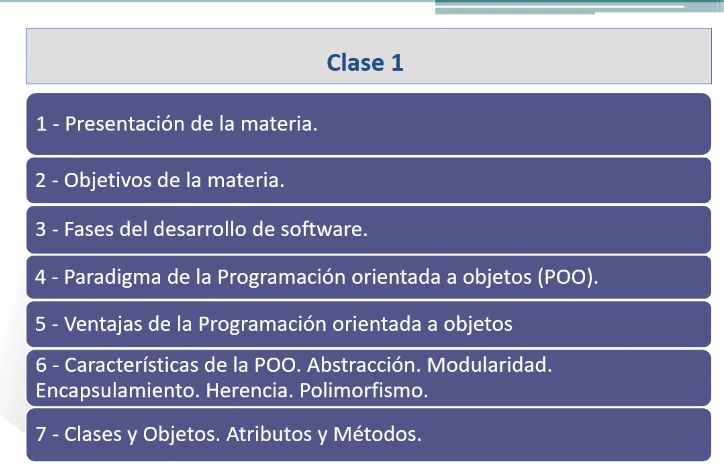 Clase 1
1 - Presentación de la materia.
2 - Objetivos de la materia.
3 - Fases del desarrollo de software.
4 - Paradigma de la Programación orientada a objetos (POO).
5 - Ventajas de la Programación orientada a objetos
6 - Características de la POO. Abstracción. Modularidad.
Encapsulamiento. Herencia. Polimorfismo.
7 - Clases y Objetos. Atributos y Métodos.